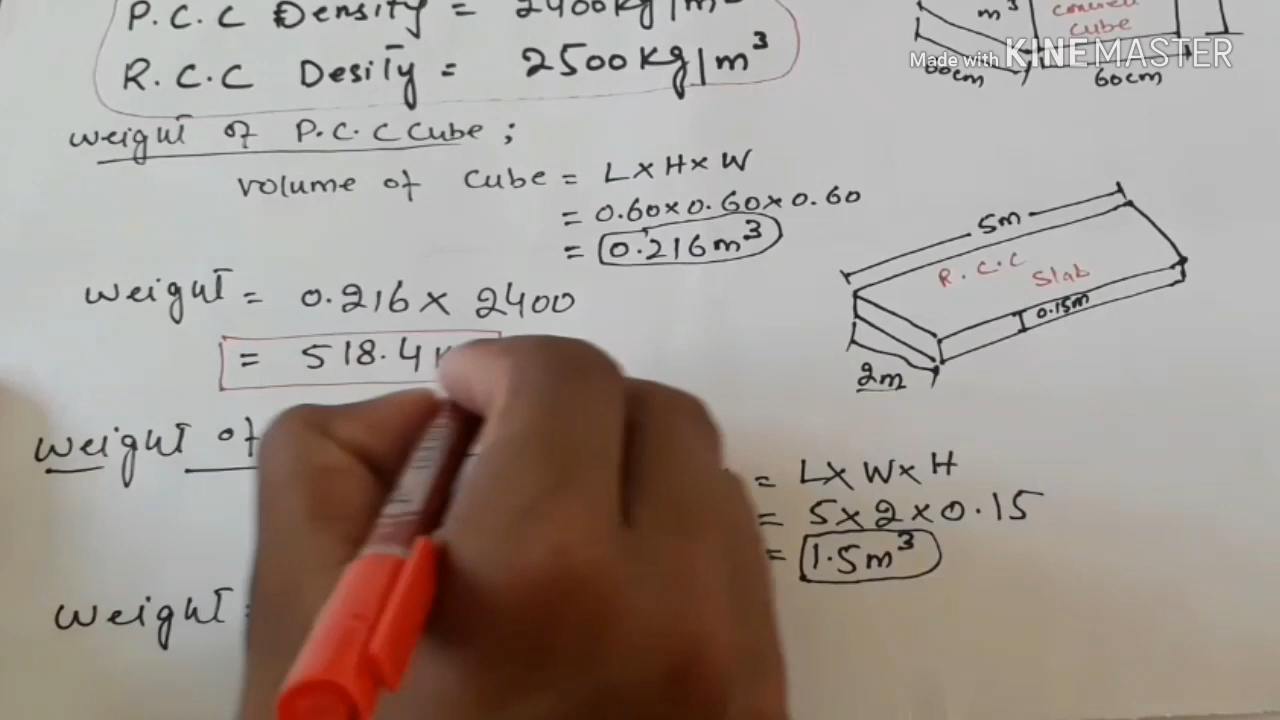 P.C.C Density = 2400kg/m³
R.C.C Desity = 2500kg/m³
weight of P.C.C Cube ;
volume of cube = L×H×W
= 0.60×0.60×0.60
= 0.216m³
weight = 0.216 × 2400
= 518.4
weight of
= L×W×H
= 5×2×0.15
= 1.5m³
weight =
m³
cube
60cm
60cm
Made with KINEMASTER
5m
R.C.C Slab
0.15m
2m